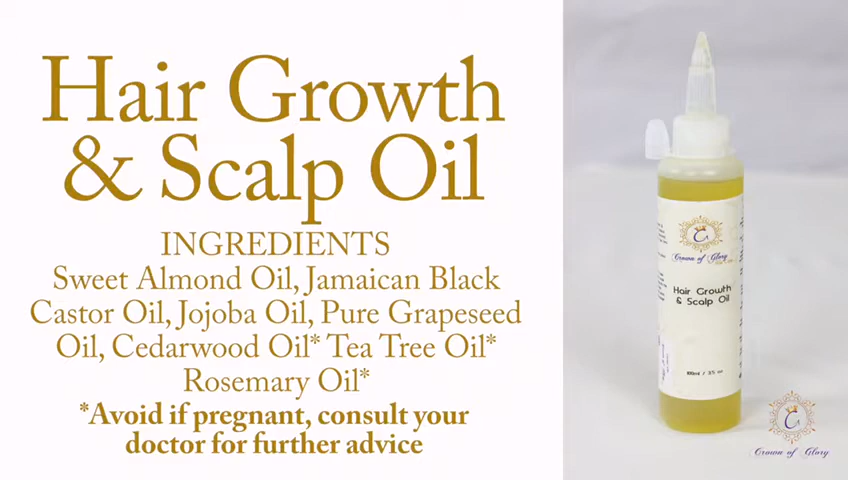 Hair Growth
& Scalp Oil
INGREDIENTS
Sweet Almond Oil, Jamaican Black
Castor Oil, Jojoba Oil, Pure Grapeseed
Oil, Cedarwood Oil* Tea Tree Oil*
Rosemary Oil*
*Avoid if pregnant, consult your
doctor for further advice
C
Crown of Glory
Hair Growth
& Scalp Oil
C
Crown of Glory